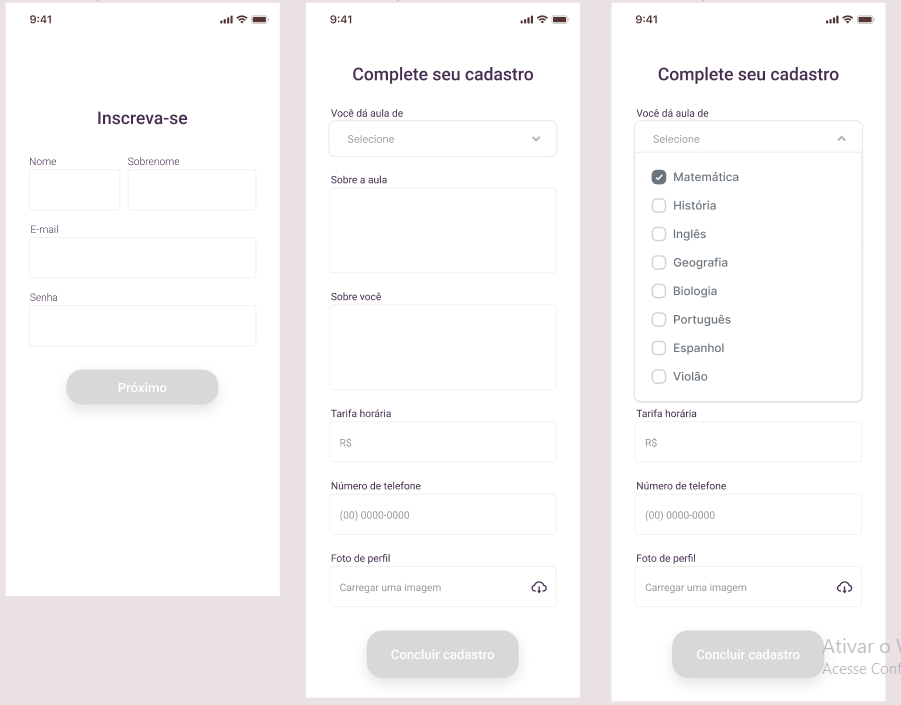 9:41
Inscreva-se
Nome
Sobrenome
E-mail
Senha
Próximo
9:41
Complete seu cadastro
Você dá aula de
Selecione
Sobre a aula
Sobre você
Tarifa horária
R$
Número de telefone
(00) 0000-0000
Foto de perfil
Carregar uma imagem
Concluir cadastro
9:41
Complete seu cadastro
Você dá aula de
Selecione
Matemática
História
Inglês
Geografia
Biologia
Português
Espanhol
Violão
Tarifa horária
R$
Número de telefone
(00) 0000-0000
Foto de perfil
Carregar uma imagem
Concluir cadastro
Ativar o
Acesse